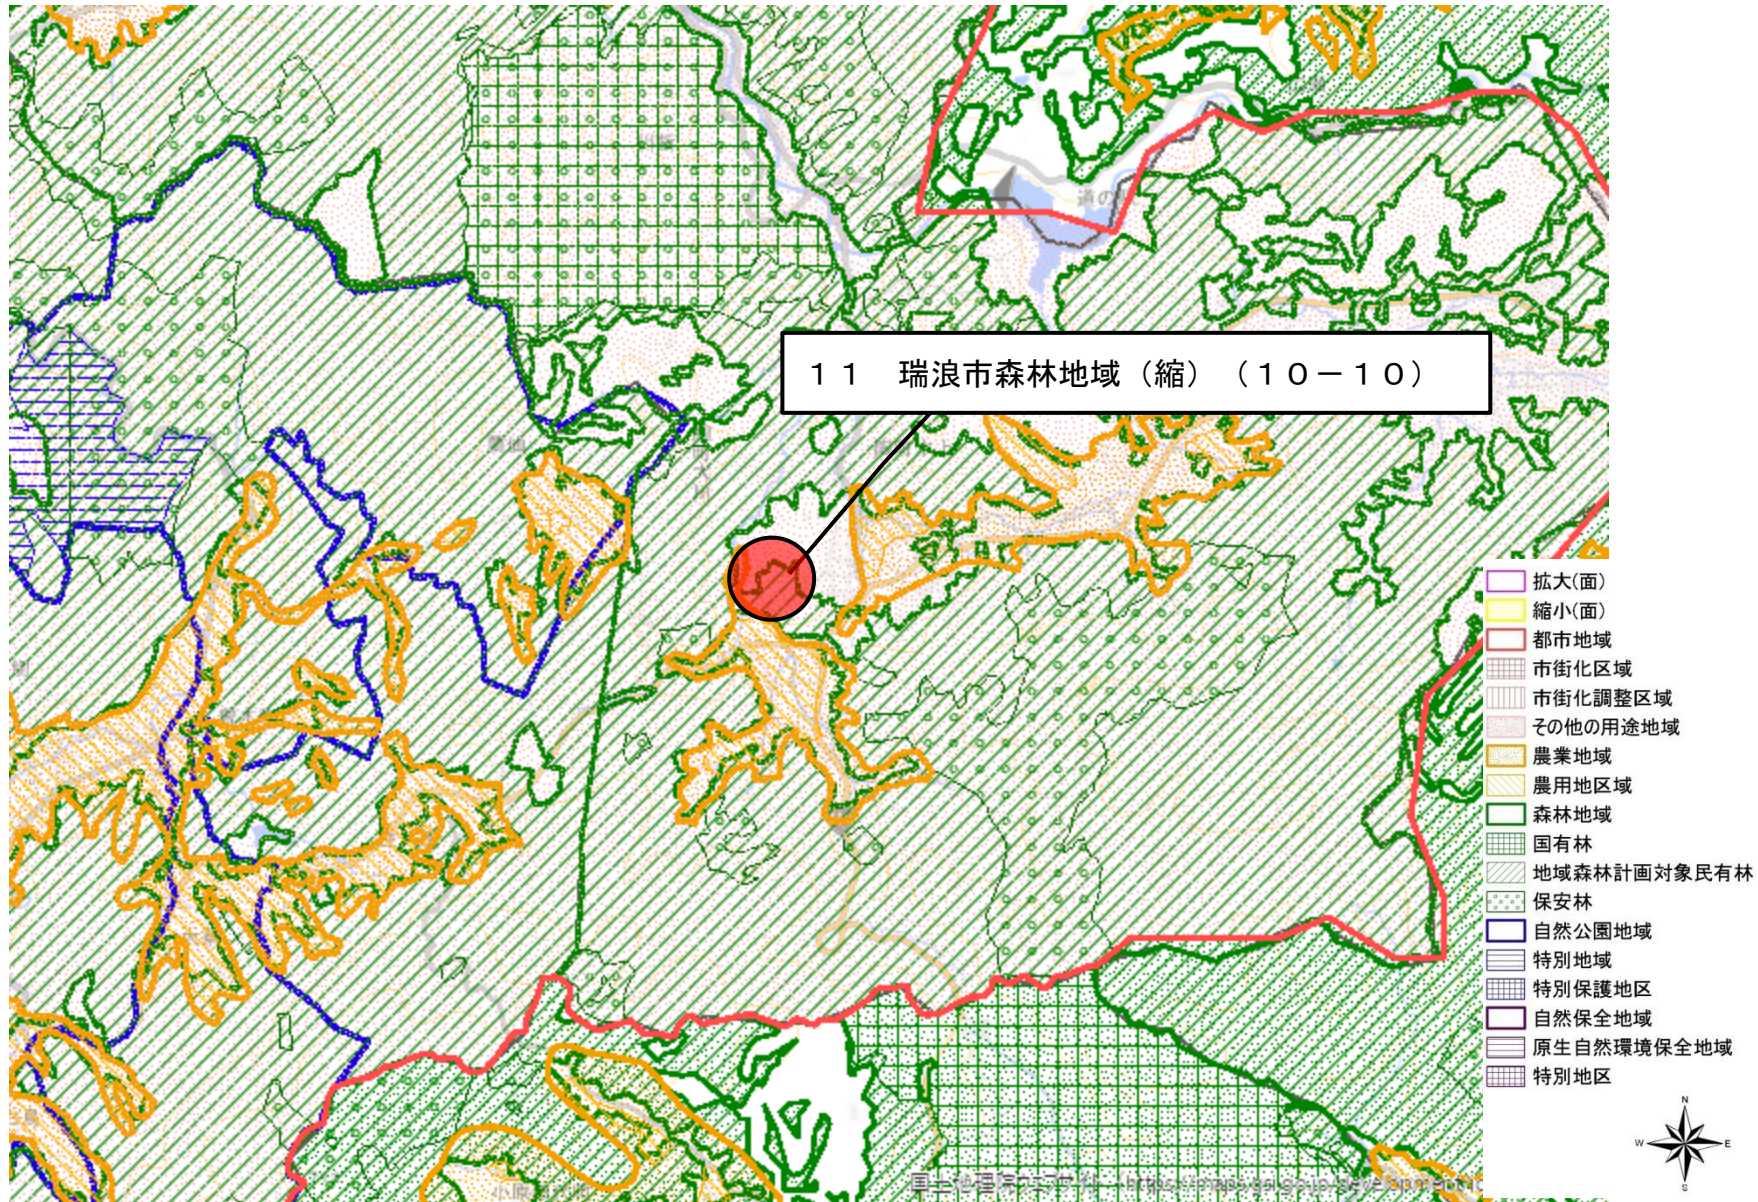 道の
11 瑞浪市森林地域（縮）（10－10）
拡大(面)
縮小(面)
都市地域
市街化区域
市街化調整区域
その他の用途地域
農業地域
農用地区域
森林地域
国有林
地域森林計画対象民有林
保安林
自然公園地域
特別地域
特別保護地区
自然保全地域
原生自然環境保全地域
特別地区
N
W
E
S